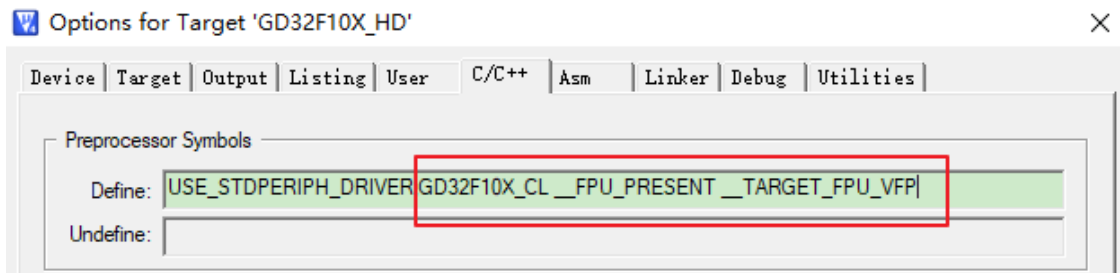 Options for Target 'GD32F10X_HD'
Device Target Output Listing User C/C++ Asm Linker Debug Utilities
Preprocessor Symbols
Define: USE_STDPERIPH_DRIVER GD32F10X_CL __FPU_PRESENT __TARGET_FPU_VFP
Undefine: